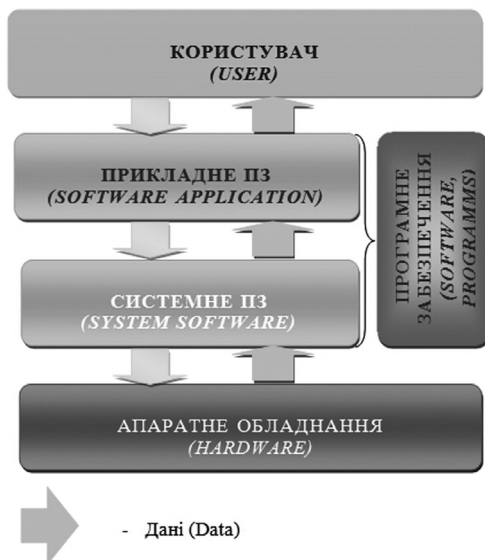 КОРИСТУВАЧ
(USER)
ПРИКЛАДНЕ ПЗ
(SOFTWARE APPLICATION)
СИСТЕМНЕ ПЗ
(SYSTEM SOFTWARE)
ПРОГРАМНЕ
ЗАБЕЗПЕЧЕННЯ
(SOFTWARE,
PROGRAMMS)
АПАРАТНЕ ОБЛАДНАННЯ
(HARDWARE)
- Дані (Data)